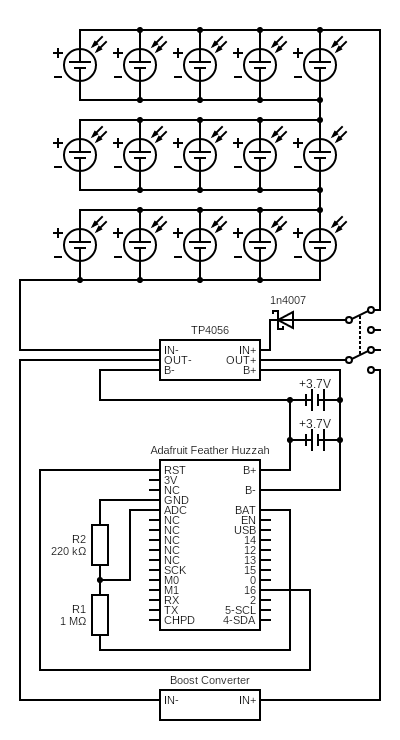 + + + + +
− − − − −
+ + + + +
− − − − −
+ + + + +
− − − − −
1n4007
TP4056
IN- IN+
OUT- OUT+
B- B+
+3.7V
+3.7V
Adafruit Feather Huzzah
RST B+
3V
NC B-
GND
ADC BAT
NC EN
NC USB
NC 14
NC 12
NC 13
SCK 15
M0 0
M1 16
RX 2
TX 5-SCL
CHPD 4-SDA
R2
220 kΩ
R1
1 MΩ
Boost Converter
IN- IN+